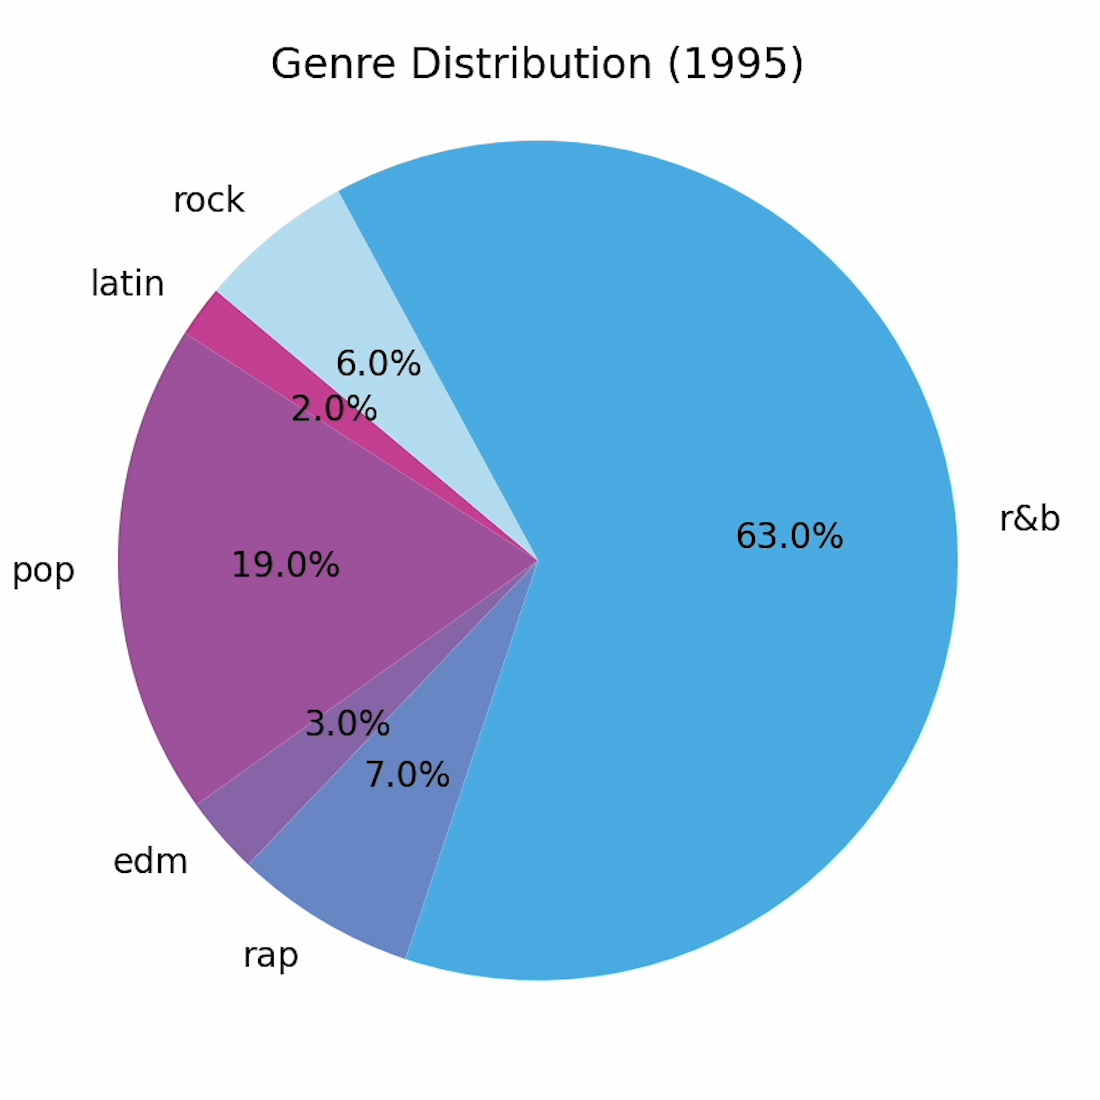 Genre Distribution (1995)
rock
latin
6.0%
2.0%
r&b
63.0%
pop
19.0%
3.0%
7.0%
edm
rap